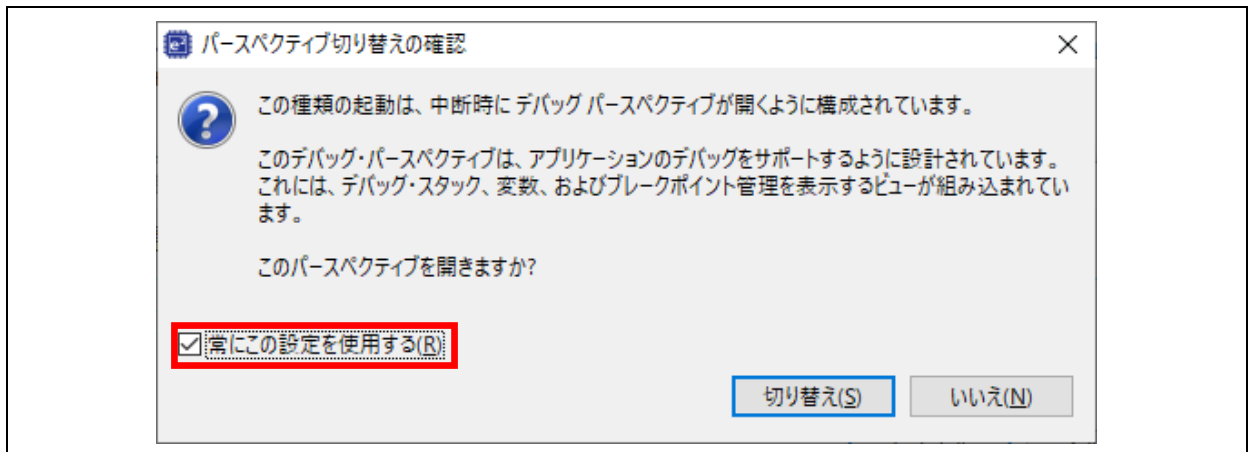 パースペクティブ切り替えの確認
この種類の起動は、中断時に デバッグ パースペクティブが開くように構成されています。
このデバッグ・パースペクティブは、アプリケーションのデバッグをサポートするように設計されています。
これには、デバッグ・スタック、変数、およびブレークポイント管理を表示するビューが組み込まれてい
ます。
このパースペクティブを開きますか?
常にこの設定を使用する(R)
切り替え(S)
いいえ(N)